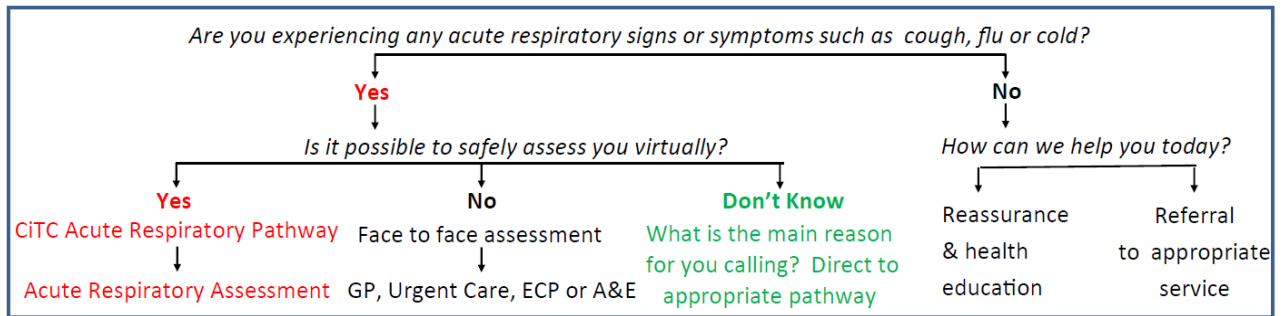 Are you experiencing any acute respiratory signs or symptoms such as cough, flu or cold?
Yes
No
Is it possible to safely assess you virtually?
How can we help you today?
Yes
CiTC Acute Respiratory Pathway
Acute Respiratory Assessment
No
Face to face assessment
GP, Urgent Care, ECP or A&E
Don't Know
What is the main reason
for you calling? Direct to
appropriate pathway
Reassurance
& health
education
Referral
to appropriate
service